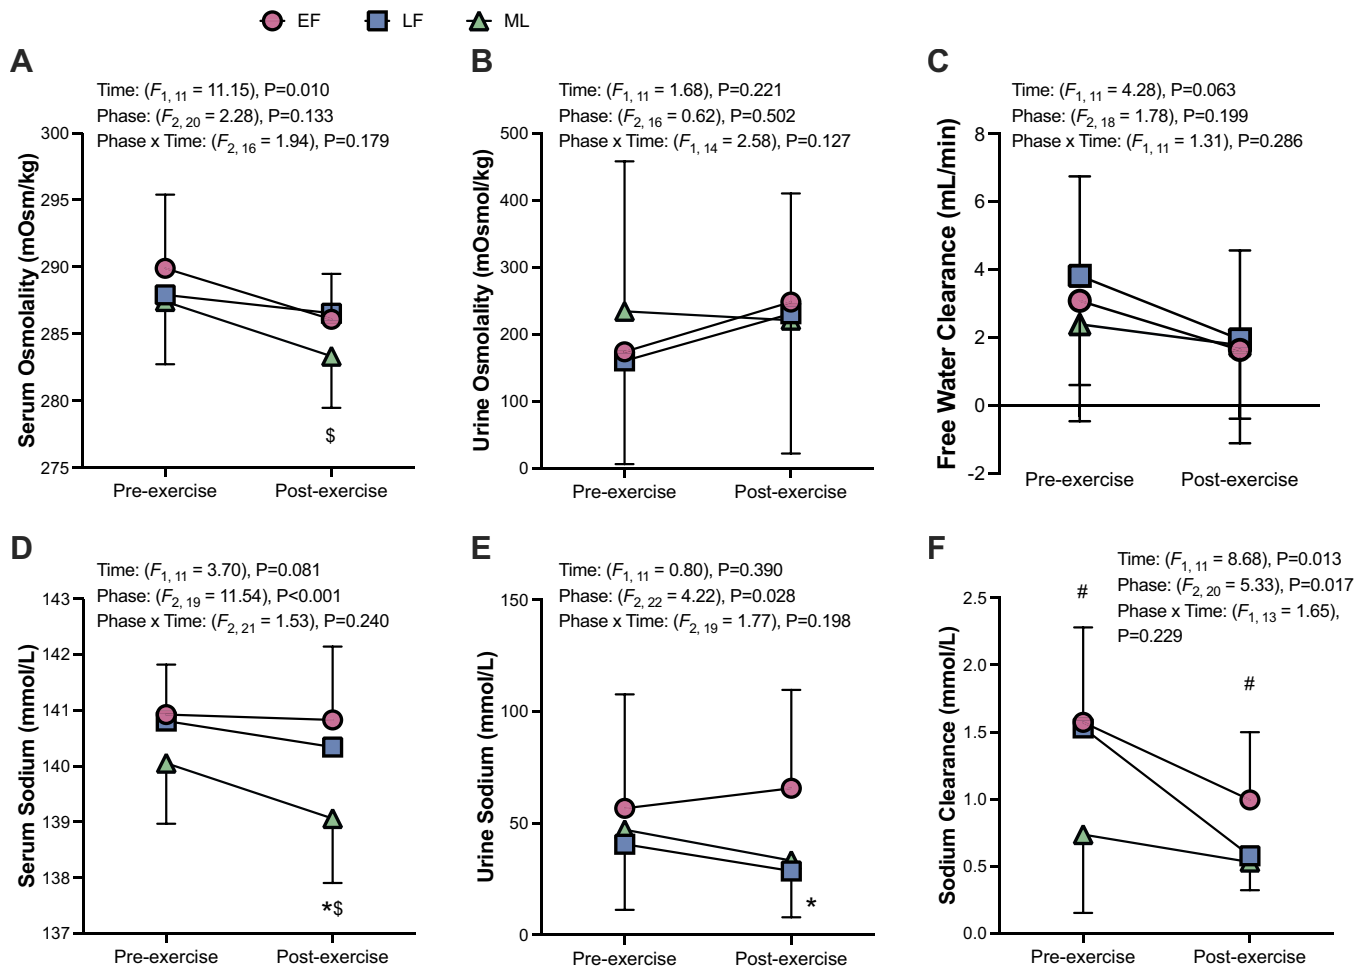 EF LF ML
A
Time: (F1, 11 = 11.15), P=0.010
Phase: (F2, 20 = 2.28), P=0.133
Phase x Time: (F2, 16 = 1.94), P=0.179
Serum Osmolality (mOsm/kg)
300
295
290
285
280
275
$
Pre-exercise Post-exercise
B
Time: (F1, 11 = 1.68), P=0.221
Phase: (F2, 16 = 0.62), P=0.502
Phase x Time: (F1, 14 = 2.58), P=0.127
Urine Osmolality (mOsmol/kg)
500
400
300
200
100
0
Pre-exercise Post-exercise
C
Time: (F1, 11 = 4.28), P=0.063
Phase: (F2, 18 = 1.78), P=0.199
Phase x Time: (F1, 11 = 1.31), P=0.286
Free Water Clearance (mL/min)
8
6
4
2
0
-2
Pre-exercise Post-exercise
D
Time: (F1, 11 = 3.70), P=0.081
Phase: (F2, 19 = 11.54), P<0.001
Phase x Time: (F2, 21 = 1.53), P=0.240
Serum Sodium (mmol/L)
143
142
141
140
139
138
137
*$
Pre-exercise Post-exercise
E
Time: (F1, 11 = 0.80), P=0.390
Phase: (F2, 22 = 4.22), P=0.028
Phase x Time: (F2, 19 = 1.77), P=0.198
Urine Sodium (mmol/L)
150
100
50
0
*
Pre-exercise Post-exercise
F
Time: (F1, 11 = 8.68), P=0.013
Phase: (F2, 20 = 5.33), P=0.017
Phase x Time: (F1, 13 = 1.65),
P=0.229
Sodium Clearance (mmol/L)
2.5
2.0
1.5
1.0
0.5
0.0
#
#
Pre-exercise Post-exercise